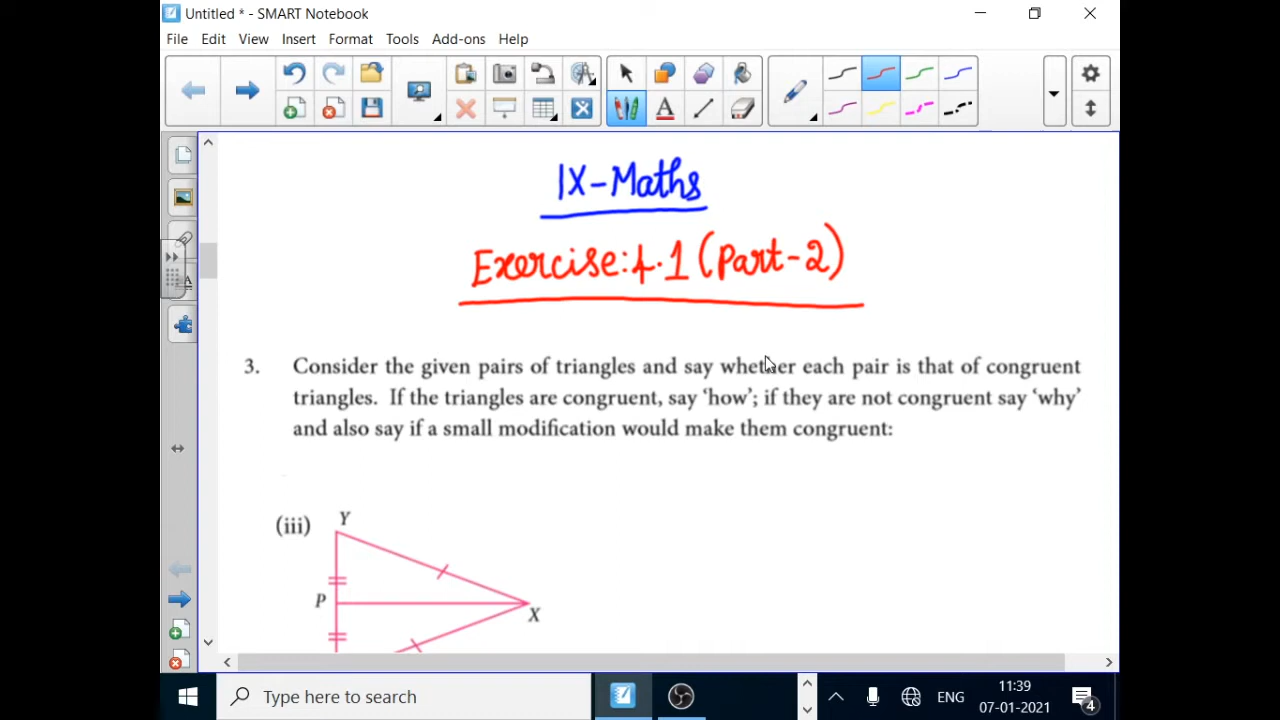 Untitled * - SMART Notebook
File Edit View Insert Format Tools Add-ons Help
IX-Maths
Exercise:4.1 (Part-2)
3. Consider the given pairs of triangles and say whether each pair is that of congruent
triangles. If the triangles are congruent, say ‘how’; if they are not congruent say ‘why’
and also say if a small modification would make them congruent:
(iii)
Y
P
X
Type here to search
ENG
11:39
07-01-2021
4